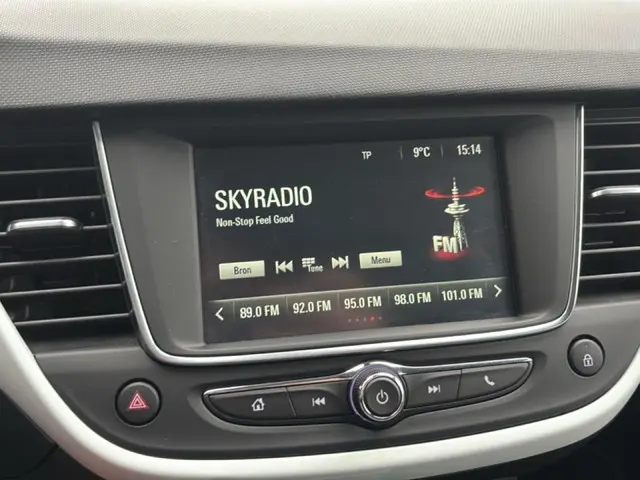 TP 9°C 15:14
SKYRADIO
Non-Stop Feel Good
FM
Bron Tune Menu
89.0 FM 92.0 FM 95.0 FM 98.0 FM 101.0 FM